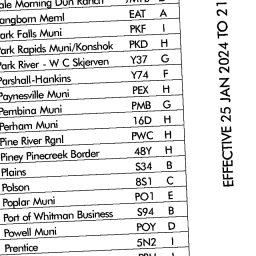 ale Morning Dub Ranch
angborn Meml EAT A
ark Falls Muni PKF I
ark Rapids Muni/Konshok PKD H
Park River - W C Skjerven Y37 G
Parshall-Hankins Y74 F
Paynesville Muni PEX H
Pembina Muni PMB G
Perham Muni 16D H
Pine River Rgnl PWC H
Piney Pinecreek Border 48Y H
Plains S34 B
Polson 8S1 C
Poplar Muni PO1 E
Port of Whitman Business S94 B
Powell Muni POY D
Prentice 5N2 I
EFFECTIVE 25 JAN 2024 TO 21